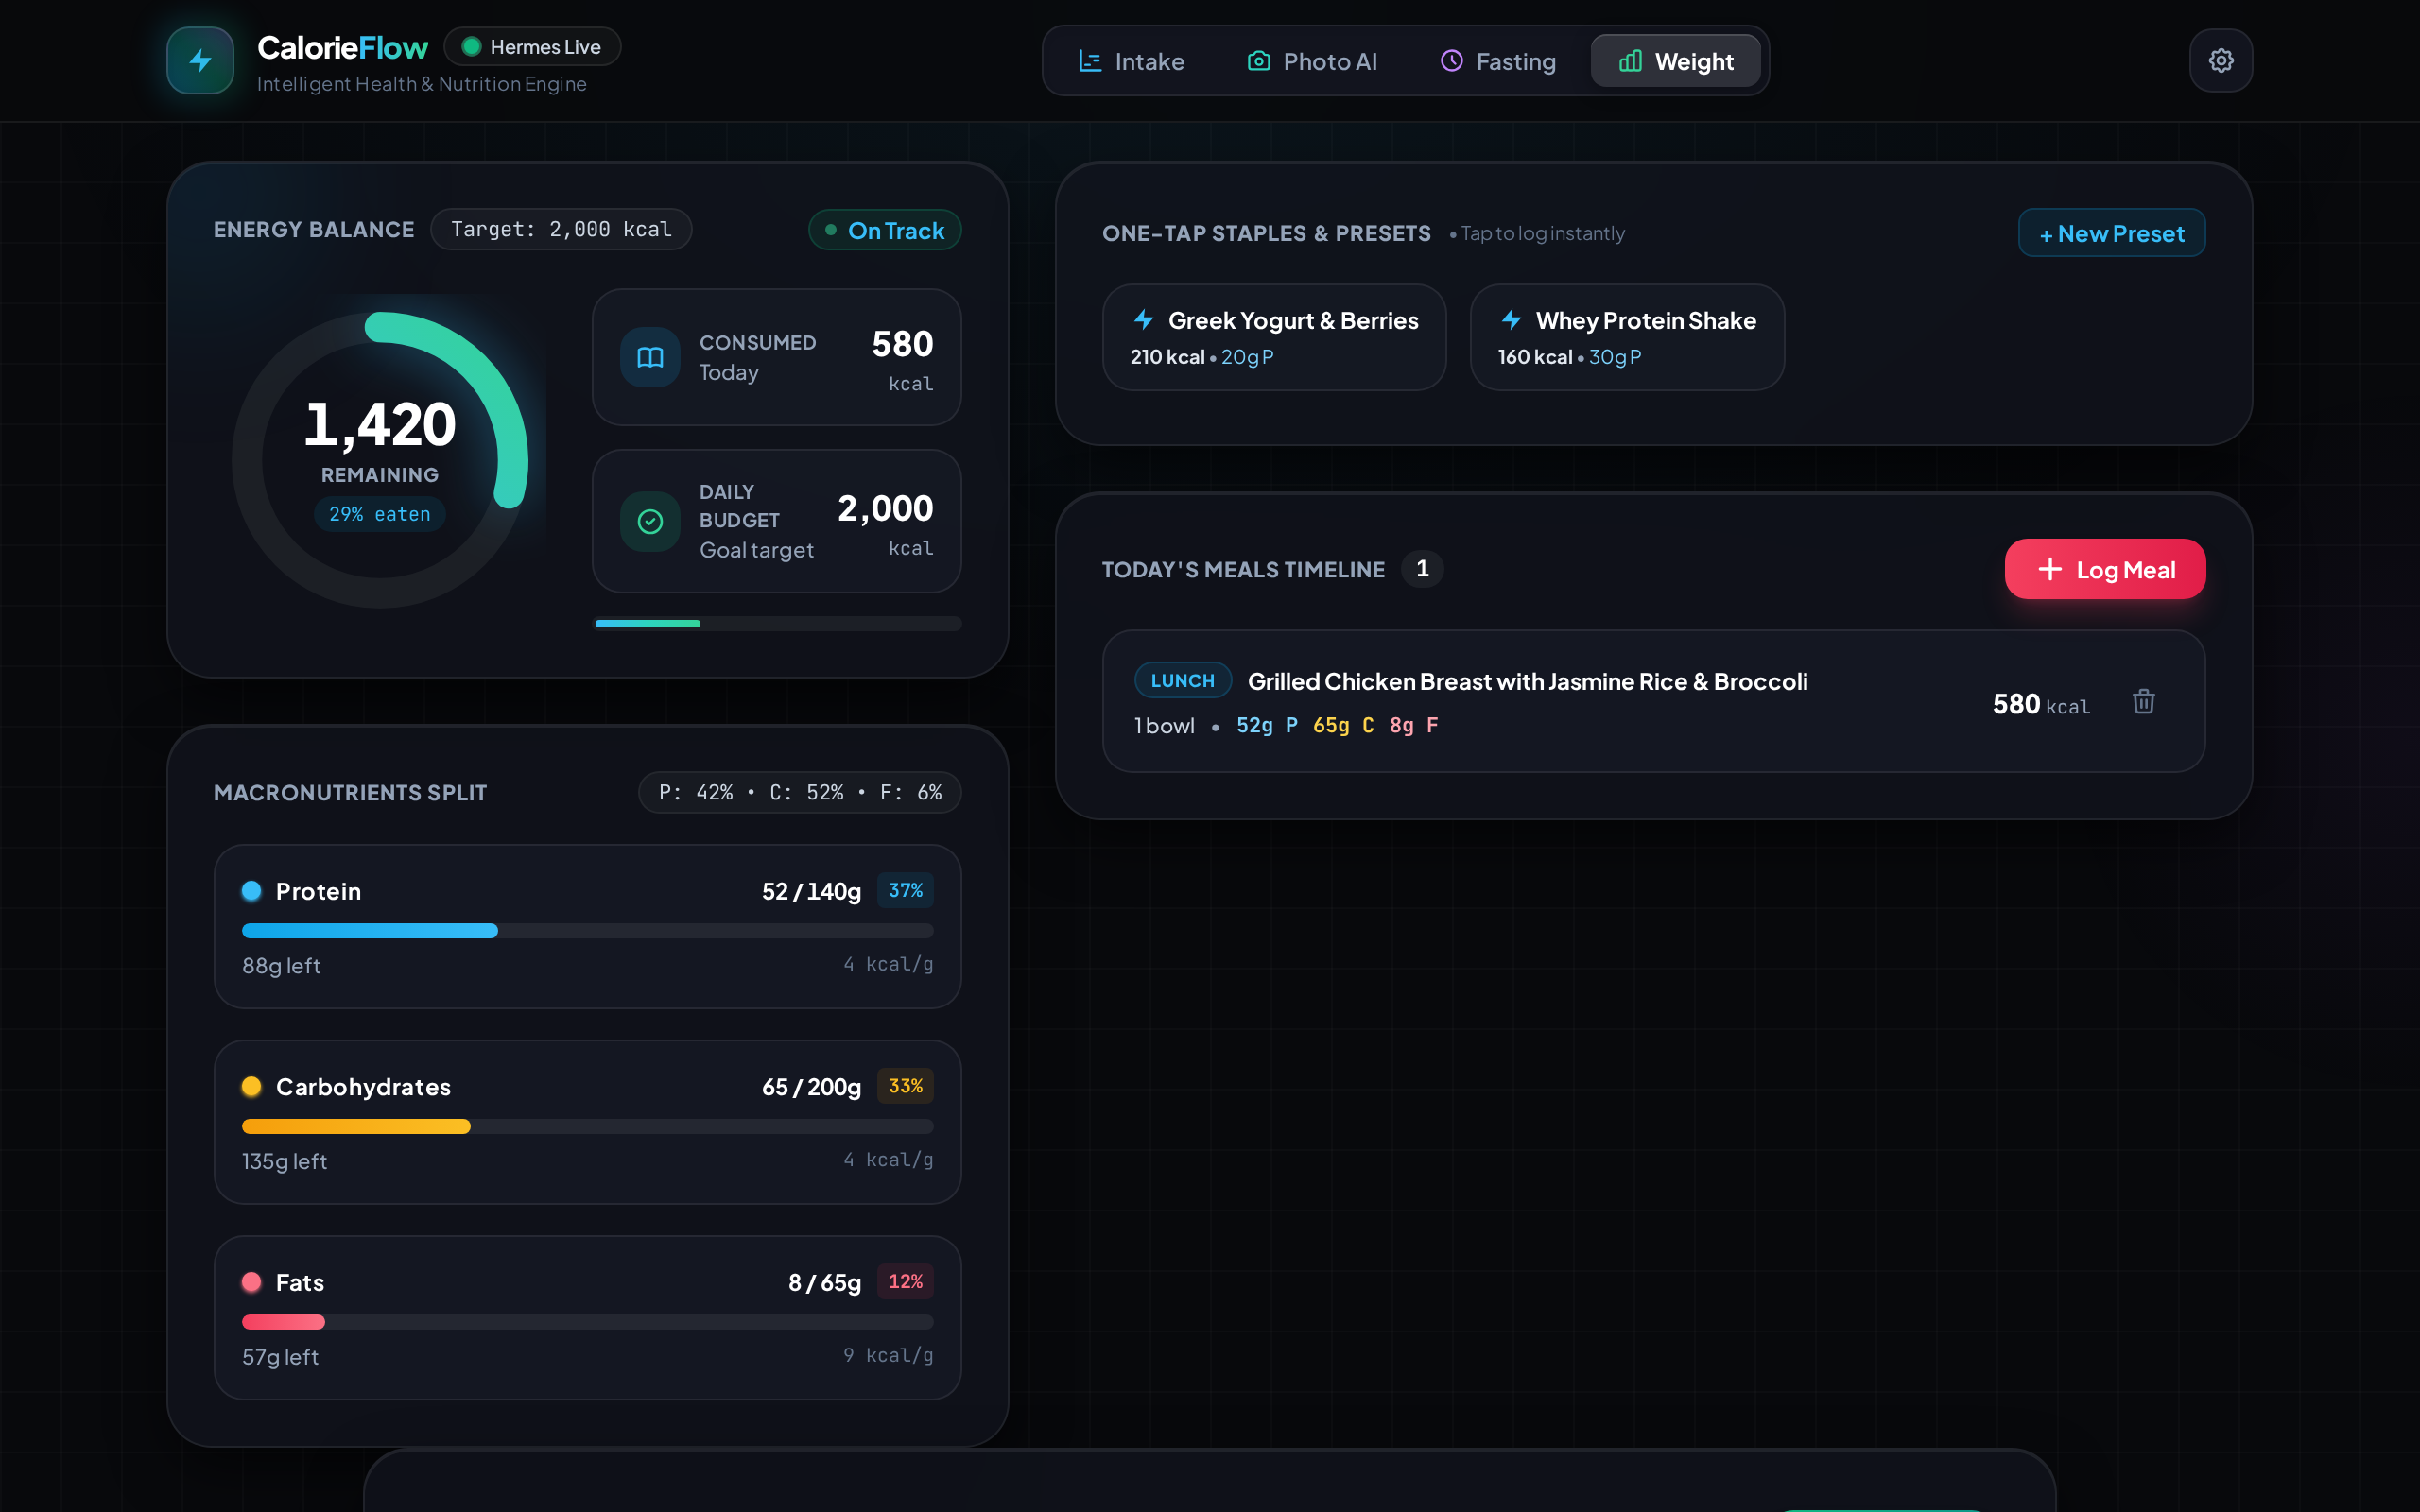 CalorieFlow
Hermes Live
Intelligent Health & Nutrition Engine
Intake
Photo AI
Fasting
Weight
ENERGY BALANCE
Target: 2,000 kcal
On Track
1,420
REMAINING
29% eaten
CONSUMED
Today
580
kcal
DAILY
BUDGET
Goal target
2,000
kcal
MACRONUTRIENTS SPLIT
P: 42% • C: 52% • F: 6%
Protein
52 / 140g
37%
88g left
4 kcal/g
Carbohydrates
65 / 200g
33%
135g left
4 kcal/g
Fats
8 / 65g
12%
57g left
9 kcal/g
ONE-TAP STAPLES & PRESETS
• Tap to log instantly
+ New Preset
Greek Yogurt & Berries
210 kcal • 20g P
Whey Protein Shake
160 kcal • 30g P
TODAY'S MEALS TIMELINE
1
Log Meal
LUNCH
Grilled Chicken Breast with Jasmine Rice & Broccoli
1 bowl • 52g P 65g C 8g F
580 kcal